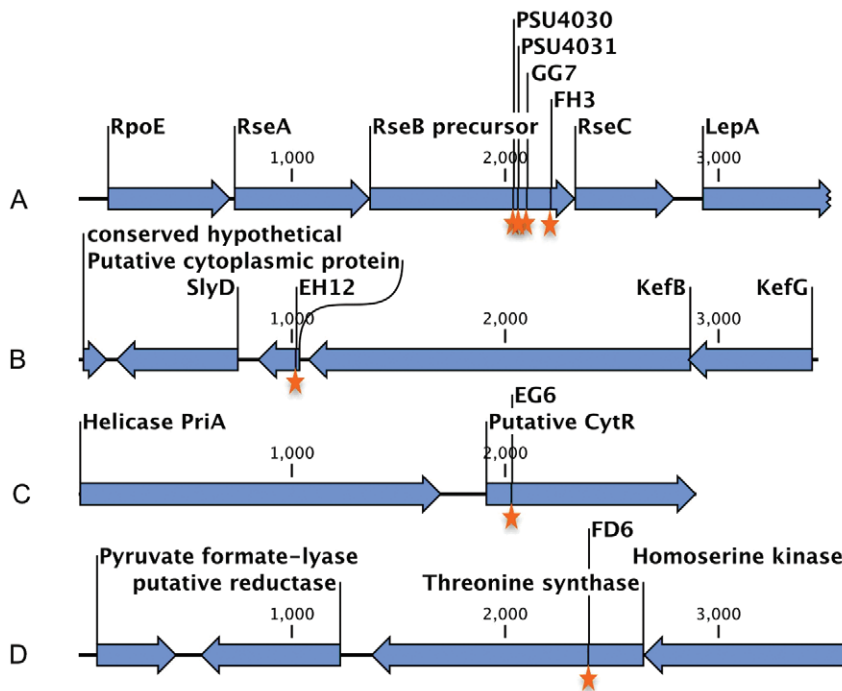 PSU4030
PSU4031
GG7
FH3
RpoE RseA RseB precursor RseC LepA
1,000 2,000 3,000
A
conserved hypothetical
Putative cytoplasmic protein
SlyD EH12 KefB KefG
1,000 2,000 3,000
B
EG6
Helicase PriA Putative CytR
1,000 2,000
C
FD6
Pyruvate formate-lyase Homoserine kinase
putative reductase Threonine synthase
1,000 2,000 3,000
D